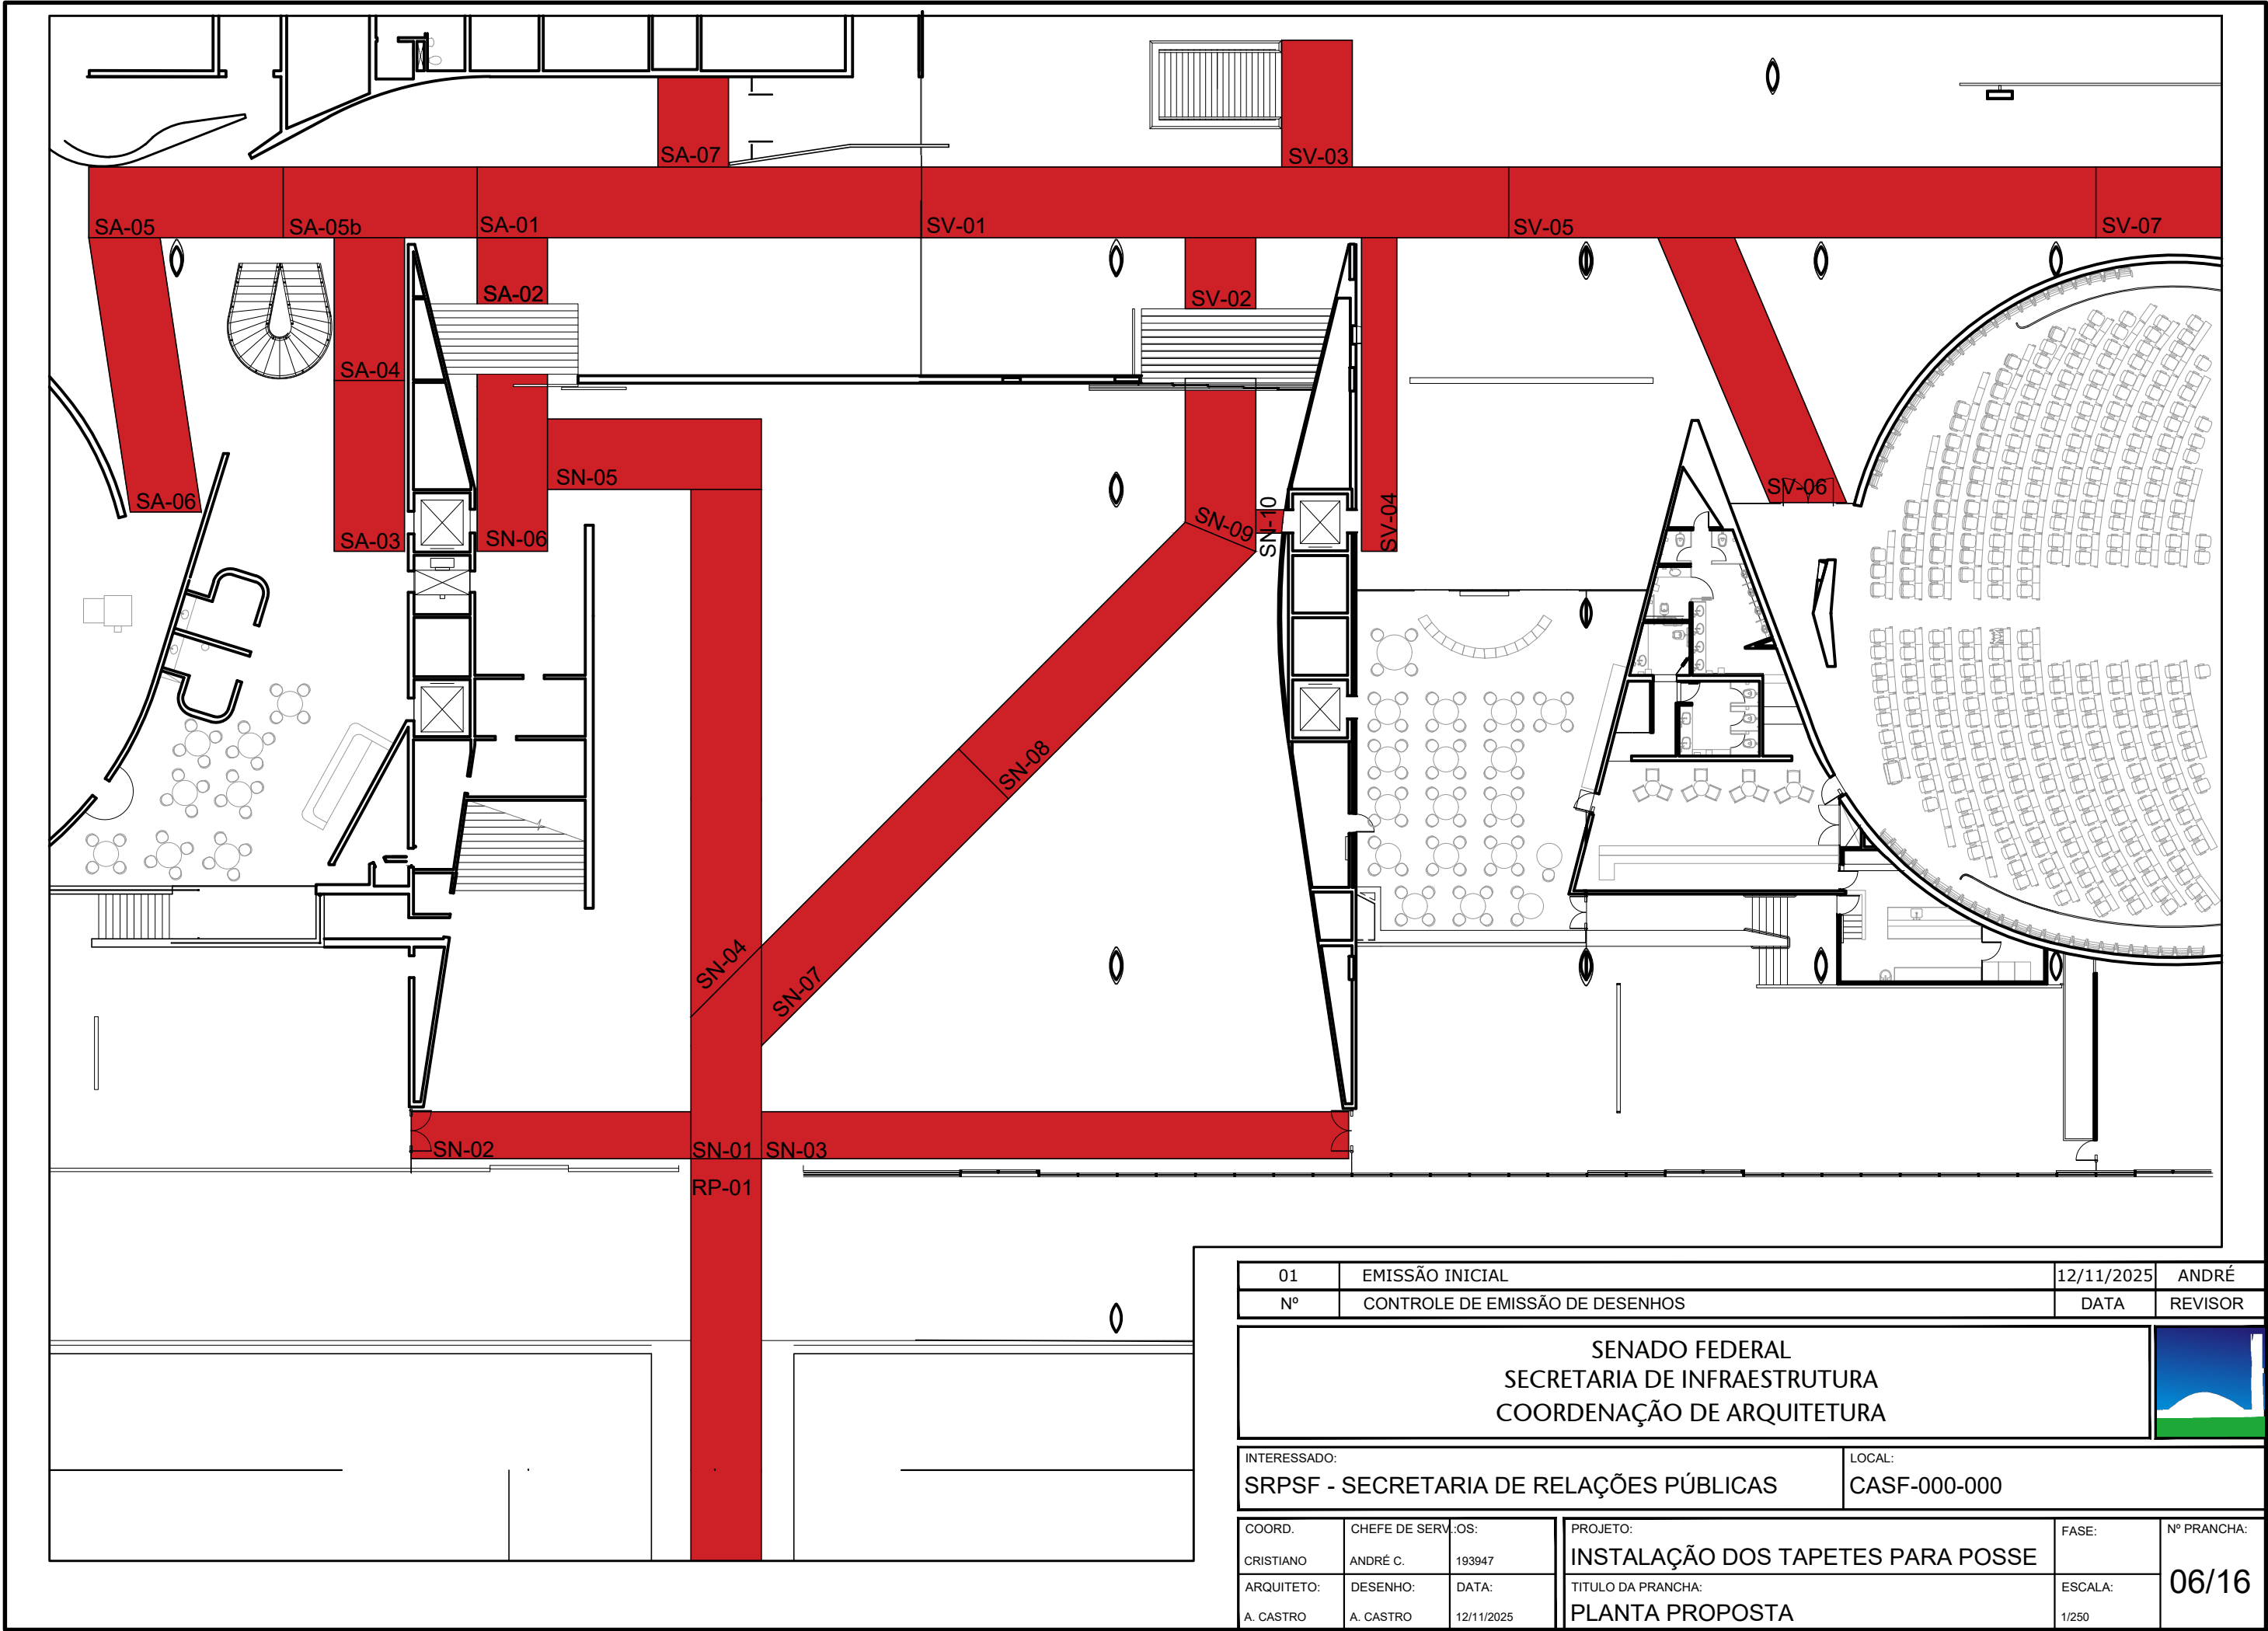 SA-07
SV-03
SA-05
SA-05b
SA-01
SV-01
SV-05
SV-07
SA-02
SV-02
SA-04
SN-05
SA-06
SV-06
SN-09
SN-10
SV-04
SA-03
SN-06
SN-08
SN-04
SN-07
SN-02
SN-01
SN-03
RP-01
01 EMISSÃO INICIAL 12/11/2025 ANDRÉ
Nº CONTROLE DE EMISSÃO DE DESENHOS DATA REVISOR
SENADO FEDERAL
SECRETARIA DE INFRAESTRUTURA
COORDENAÇÃO DE ARQUITETURA
INTERESSADO:
SRPSF - SECRETARIA DE RELAÇÕES PÚBLICAS
LOCAL:
CASF-000-000
COORD. CHEFE DE SERV.: OS:
CRISTIANO ANDRÉ C. 193947
ARQUITETO: DESENHO: DATA:
A. CASTRO A. CASTRO 12/11/2025
PROJETO:
INSTALAÇÃO DOS TAPETES PARA POSSE
TITULO DA PRANCHA:
PLANTA PROPOSTA
FASE:
ESCALA:
1/250
Nº PRANCHA:
06/16